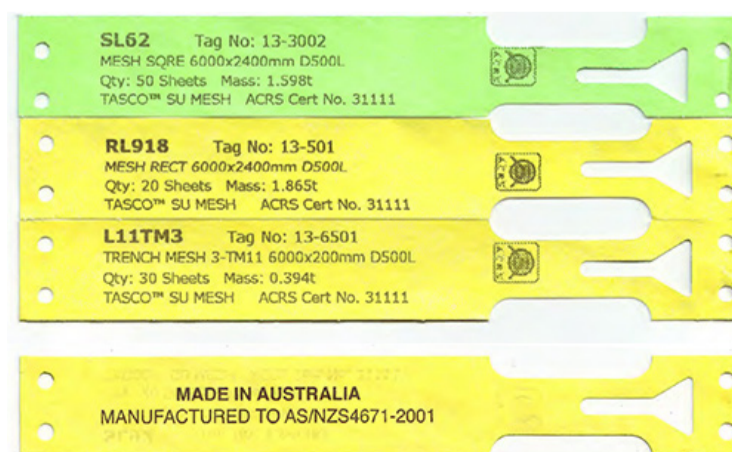 SL62 Tag No: 13-3002
MESH SQRE 6000x2400mm D500L
Qty: 50 Sheets Mass: 1.598t
TASCO™ SU MESH ACRS Cert No. 31111
ACRS
RL918 Tag No: 13-501
MESH RECT 6000x2400mm D500L
Qty: 20 Sheets Mass: 1.865t
TASCO™ SU MESH ACRS Cert No. 31111
ACRS
L11TM3 Tag No: 13-6501
TRENCH MESH 3-TM11 6000x200mm D500L
Qty: 30 Sheets Mass: 0.394t
TASCO™ SU MESH ACRS Cert No. 31111
ACRS
MADE IN AUSTRALIA
MANUFACTURED TO AS/NZS4671-2001